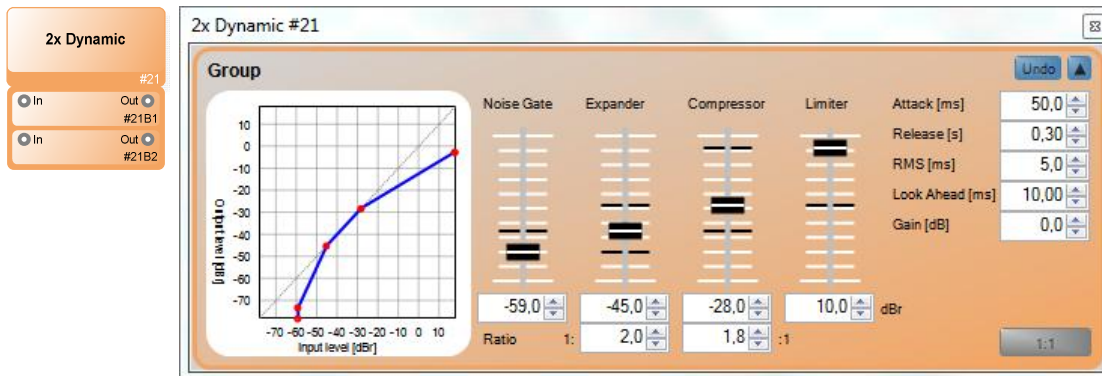 2x Dynamic
#21
In Out
#21B1
In Out
#21B2
2x Dynamic #21
Group
Undo
Noise Gate Expander Compressor Limiter
Attack [ms] 50,0
Release [s] 0,30
RMS [ms] 5,0
Look Ahead [ms] 10,00
Gain [dB] 0,0
Output level [dBr]
10
0
-10
-20
-30
-40
-50
-60
-70
-70 -60 -50 -40 -30 -20 -10 0 10
Input level [dBr]
-59,0 -45,0 -28,0 10,0 dBr
Ratio 1: 2,0 1,8 :1
1:1